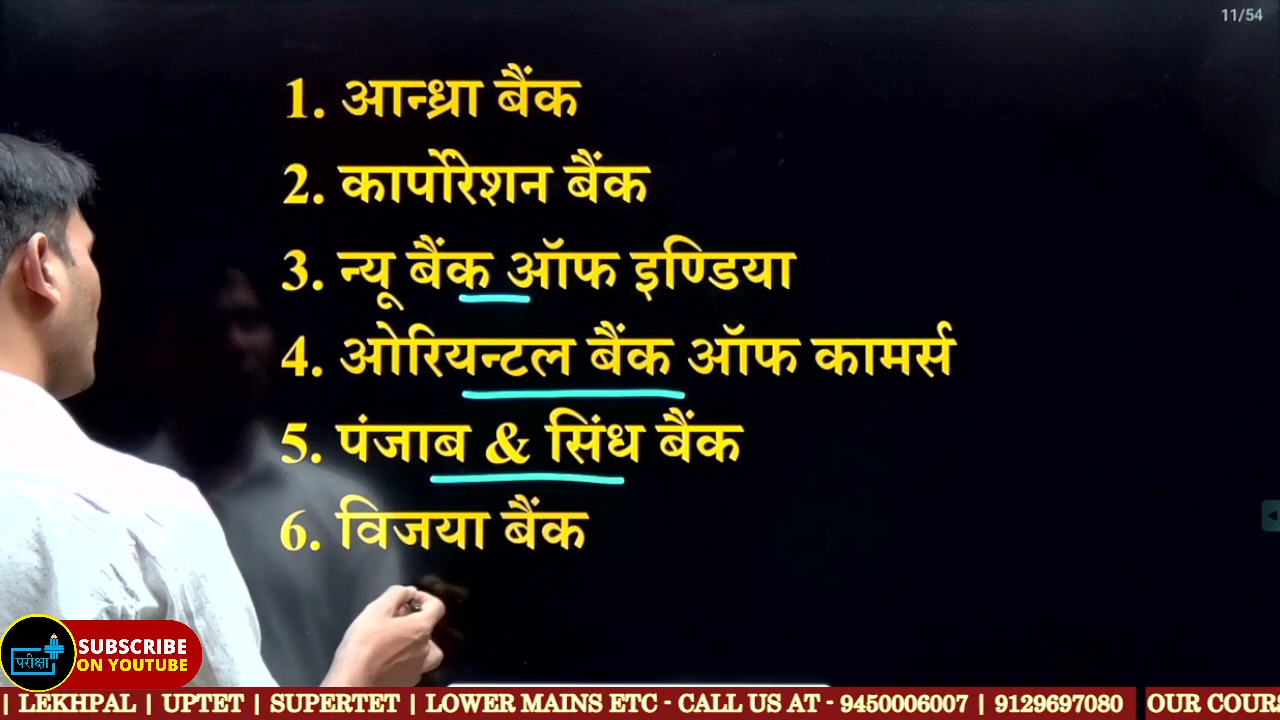 11/54
1. आन्ध्रा बैंक
2. कार्पोरेशन बैंक
3. न्यू बैंक ऑफ इण्डिया
4. ओरियन्टल बैंक ऑफ कामर्स
5. पंजाब & सिंध बैंक
6. विजया बैंक
परीक्षा
SUBSCRIBE
ON YOUTUBE
| LEKHPAL | UPTET | SUPERTET | LOWER MAINS ETC - CALL US AT - 9450006007 | 9129697080 | OUR